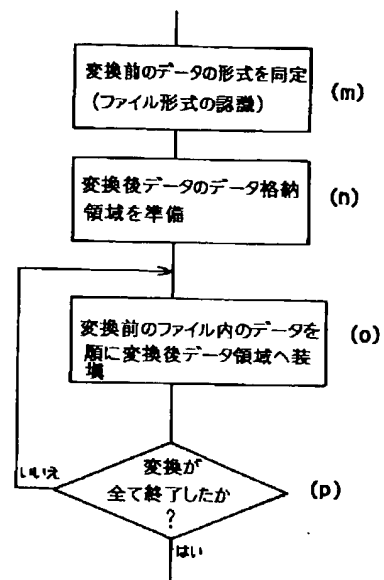 変換前のデータの形式を同定
(ファイル形式の認識)
(m)
変換後データのデータ格納
領域を準備
(n)
変換前のファイル内のデータを
順に変換後データ領域へ装
填
(o)
変換が
全て終了したか
?
(p)
いいえ
はい